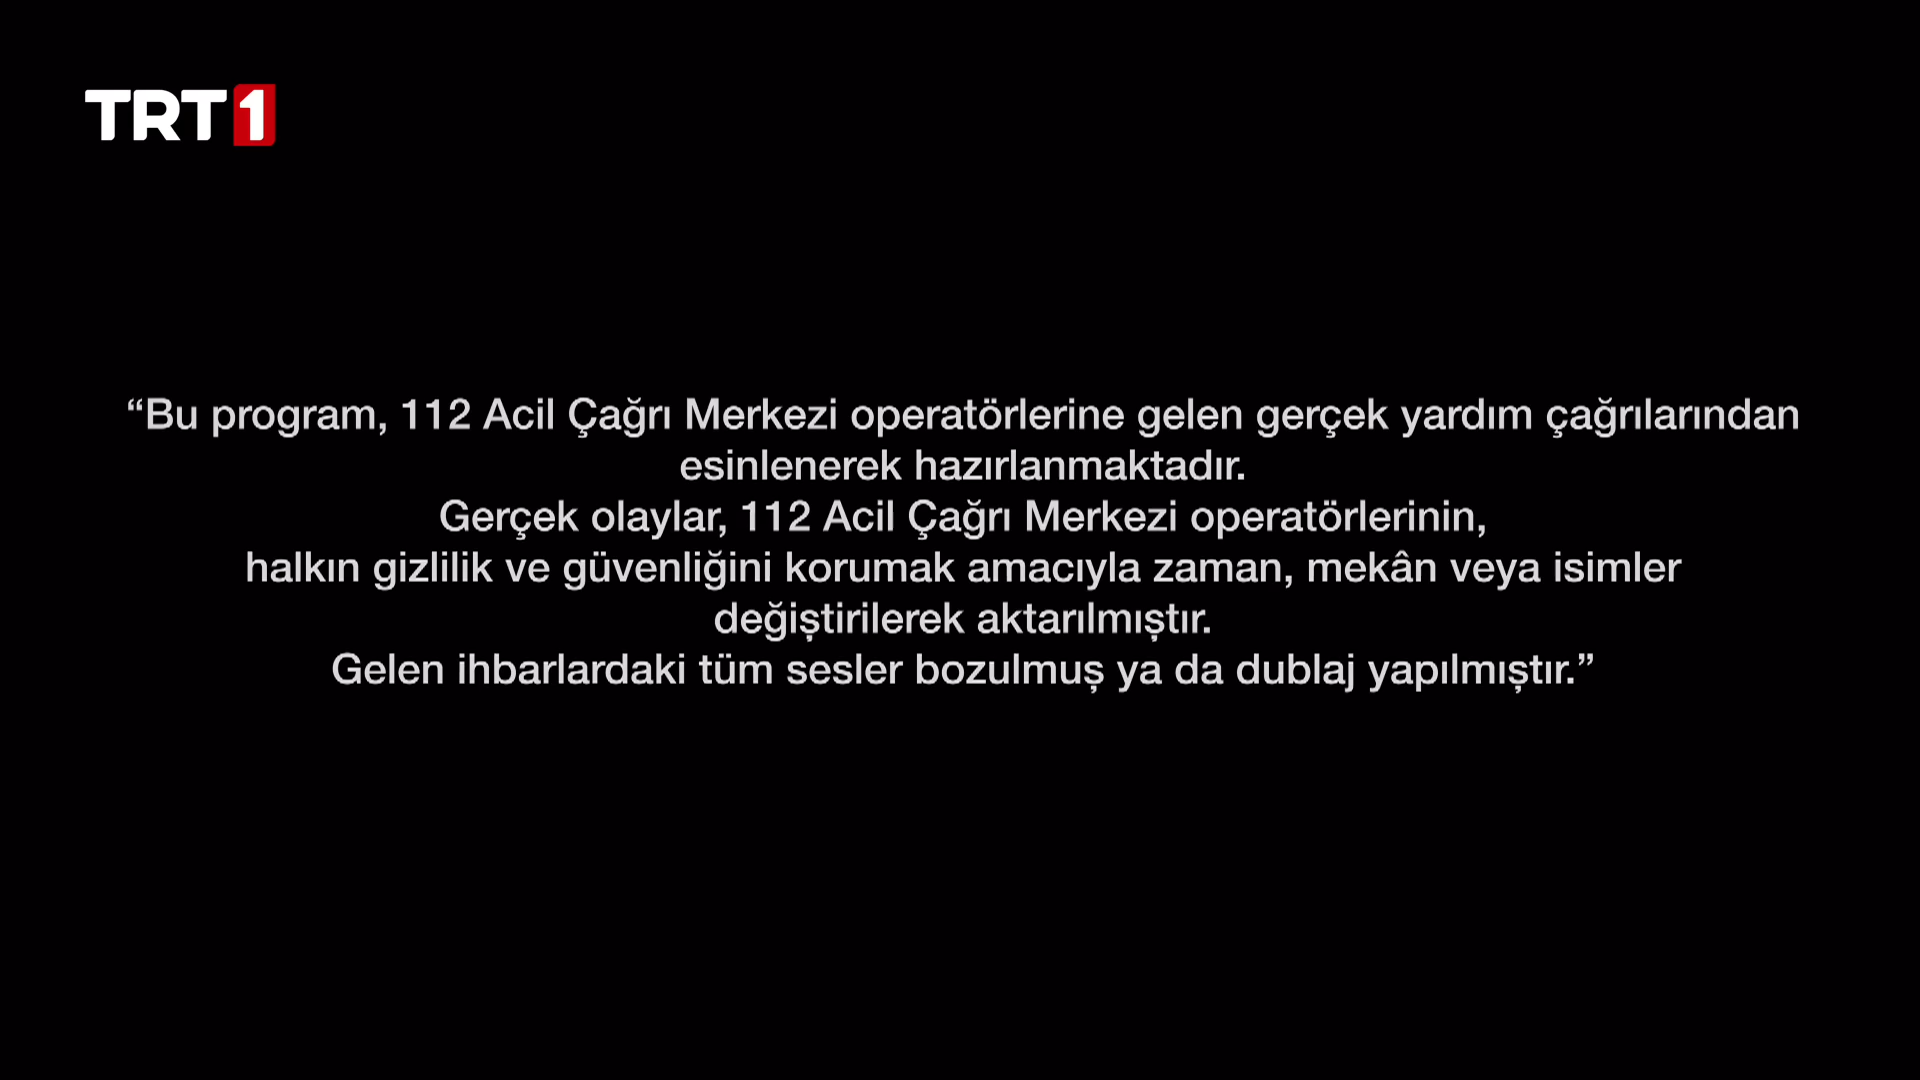 TRT 1
“Bu program, 112 Acil Çağrı Merkezi operatörlerine gelen gerçek yardım çağrılarından
esinlenerek hazırlanmaktadır.
Gerçek olaylar, 112 Acil Çağrı Merkezi operatörlerinin,
halkın gizlilik ve güvenliğini korumak amacıyla zaman, mekân veya isimler
değiştirilerek aktarılmıştır.
Gelen ihbarlardaki tüm sesler bozulmuş ya da dublaj yapılmıştır.”